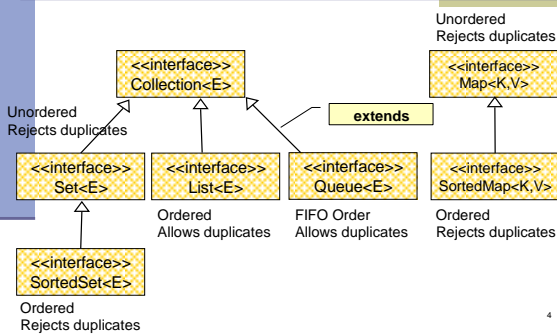 Unordered
Rejects duplicates
<<interface>>
Collection<E>
<<interface>>
Map<K,V>
extends
Unordered
Rejects duplicates
<<interface>>
Set<E>
<<interface>>
List<E>
<<interface>>
Queue<E>
<<interface>>
SortedMap<K,V>
Ordered
Allows duplicates
FIFO Order
Allows duplicates
Ordered
Rejects duplicates
<<interface>>
SortedSet<E>
Ordered
Rejects duplicates
4